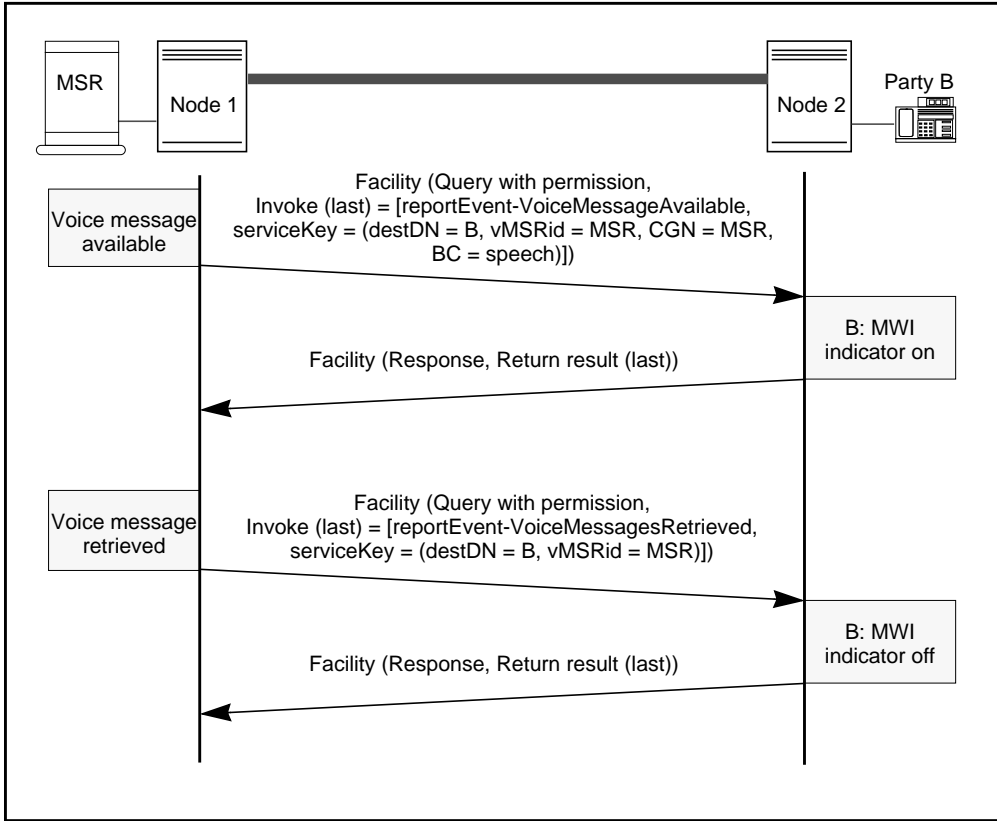 MSR
Node 1
Node 2
Party B
Voice message
available
Facility (Query with permission,
Invoke (last) = [reportEvent-VoiceMessageAvailable,
serviceKey = (destDN = B, vMSRid = MSR, CGN = MSR,
BC = speech)])
B: MWI
indicator on
Facility (Response, Return result (last))
Voice message
retrieved
Facility (Query with permission,
Invoke (last) = [reportEvent-VoiceMessagesRetrieved,
serviceKey = (destDN = B, vMSRid = MSR)])
B: MWI
indicator off
Facility (Response, Return result (last))